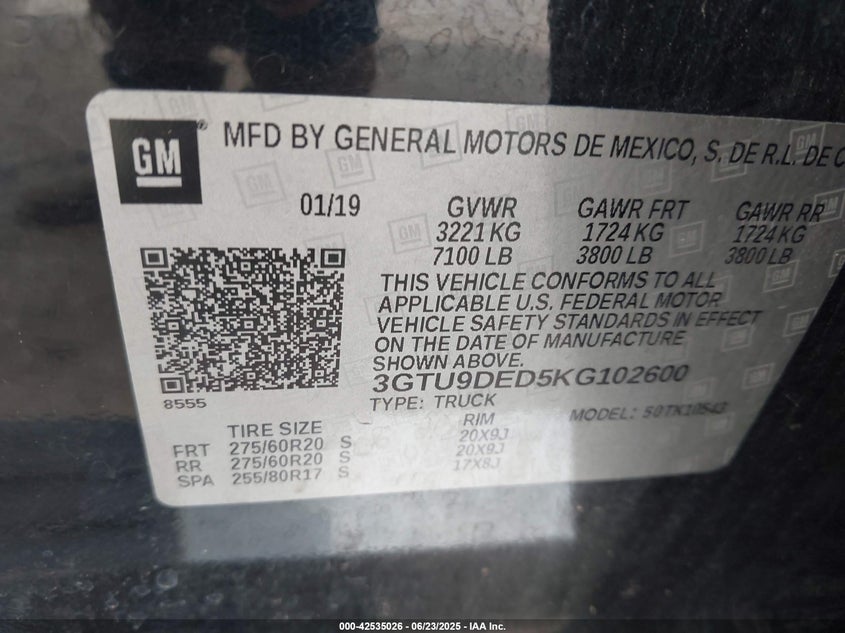 GM ® MFD BY GENERAL MOTORS DE MEXICO, S. DE R.L. DE C
01/19 GVWR GAWR FRT GAWR RR
3221 KG 1724 KG 1724 KG
7100 LB 3800 LB 3800 LB
THIS VEHICLE CONFORMS TO ALL
APPLICABLE U.S. FEDERAL MOTOR
VEHICLE SAFETY STANDARDS IN EFFECT
ON THE DATE OF MANUFACTURE
SHOWN ABOVE.
3GTU9DED5KG102600
8555 TYPE: TRUCK MODEL: 50TK10543
TIRE SIZE RIM
FRT 275/60R20 S 20X9J
RR 275/60R20 S 20X9J
SPA 255/80R17 S 17X8J
000-42535026 - 06/23/2025 - IAA Inc.